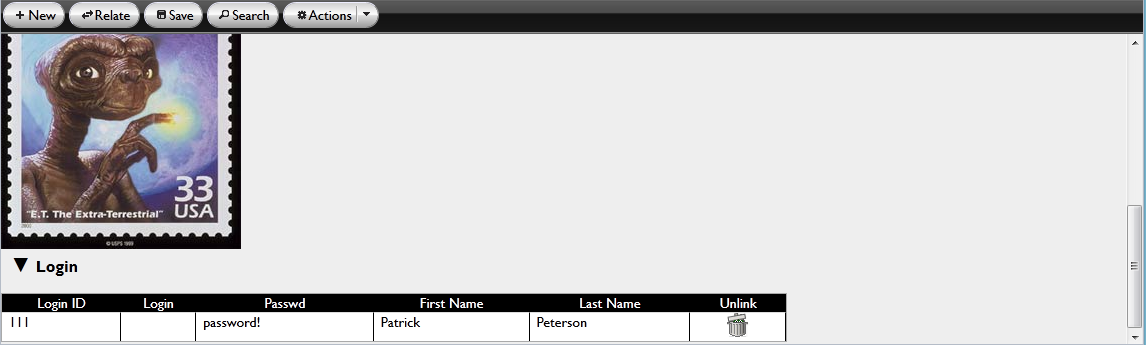 + New Relate Save Search Actions
33
USA
"E.T. The Extra-Terrestrial"
© USPS 1999
Login
Login ID Login Passwd First Name Last Name Unlink
111 password! Patrick Peterson